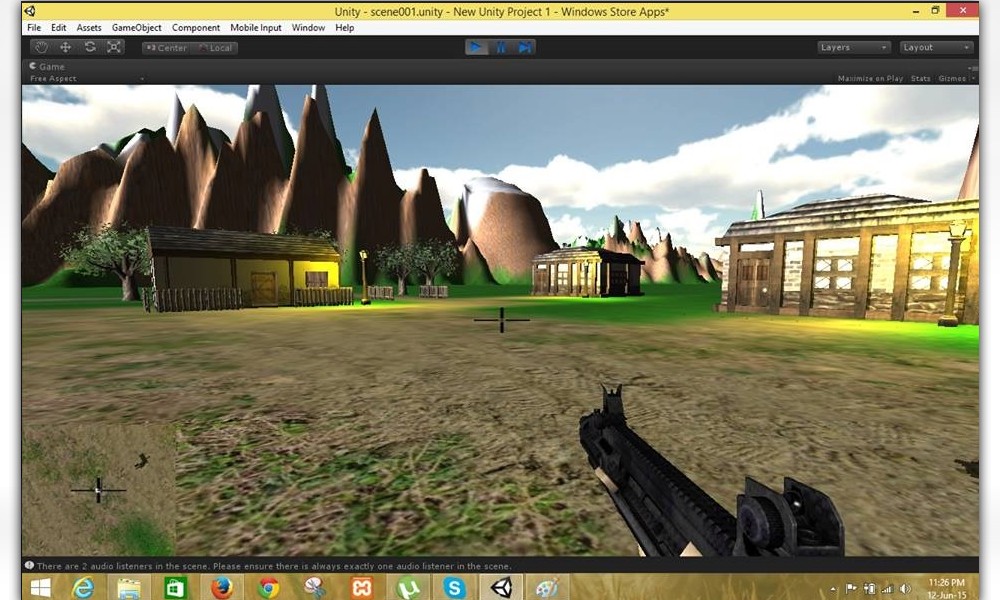 Unity - scene001.unity - New Unity Project 1 - Windows Store Apps*
File Edit Assets GameObject Component Mobile Input Window Help
Center Local Layers Layout
Game
Free Aspect Maximize on Play Stats Gizmos
There are 2 audio listeners in the scene. Please ensure there is always exactly one audio listener in the scene.
11:26 PM
12-Jun-15